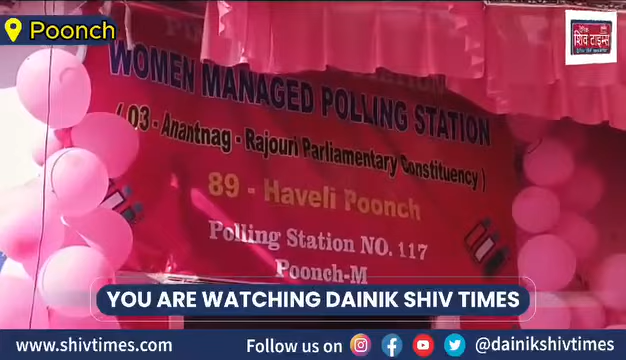 Poonch
शिव टाइम्स
WOMEN MANAGED POLLING STATION
( 03 - Anantnag - Rajouri Parliamentary Constituency )
89 - Haveli Poonch
Polling Station NO. 117
Poonch-M
YOU ARE WATCHING DAINIK SHIV TIMES
www.shivtimes.com
Follow us on
@dainikshivtimes